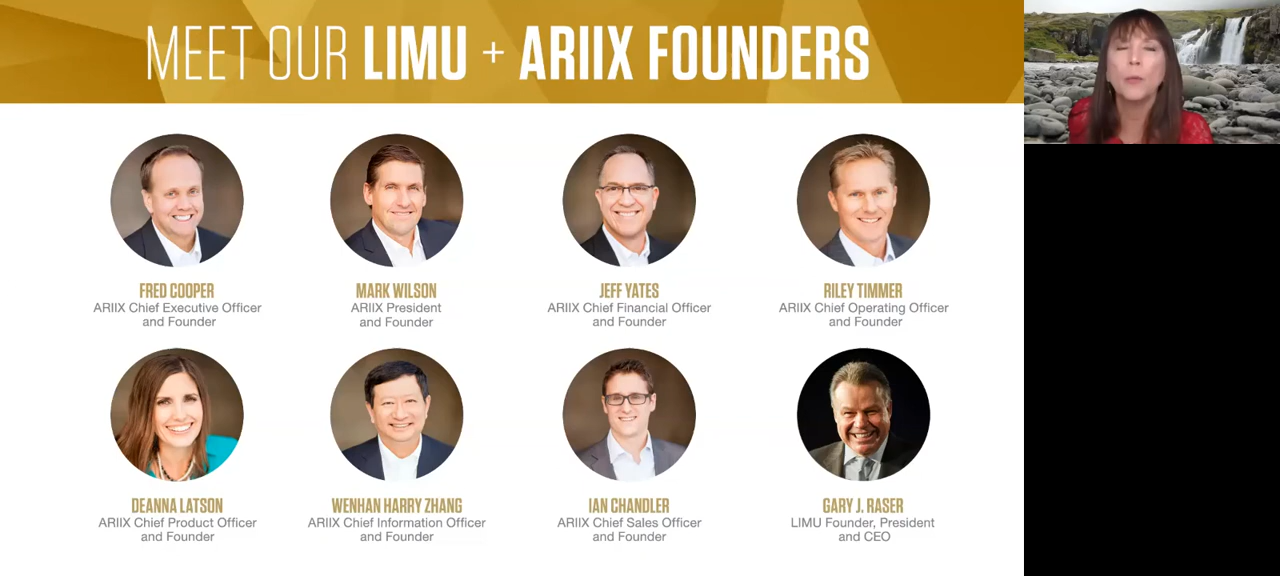 MEET OUR LIMU + ARIIX FOUNDERS
FRED COOPER
ARIIX Chief Executive Officer
and Founder
MARK WILSON
ARIIX President
and Founder
JEFF YATES
ARIIX Chief Financial Officer
and Founder
RILEY TIMMER
ARIIX Chief Operating Officer
and Founder
DEANNA LATSON
ARIIX Chief Product Officer
and Founder
WENHAN HARRY ZHANG
ARIIX Chief Information Officer
and Founder
IAN CHANDLER
ARIIX Chief Sales Officer
and Founder
GARY J. RASER
LIMU Founder, President
and CEO